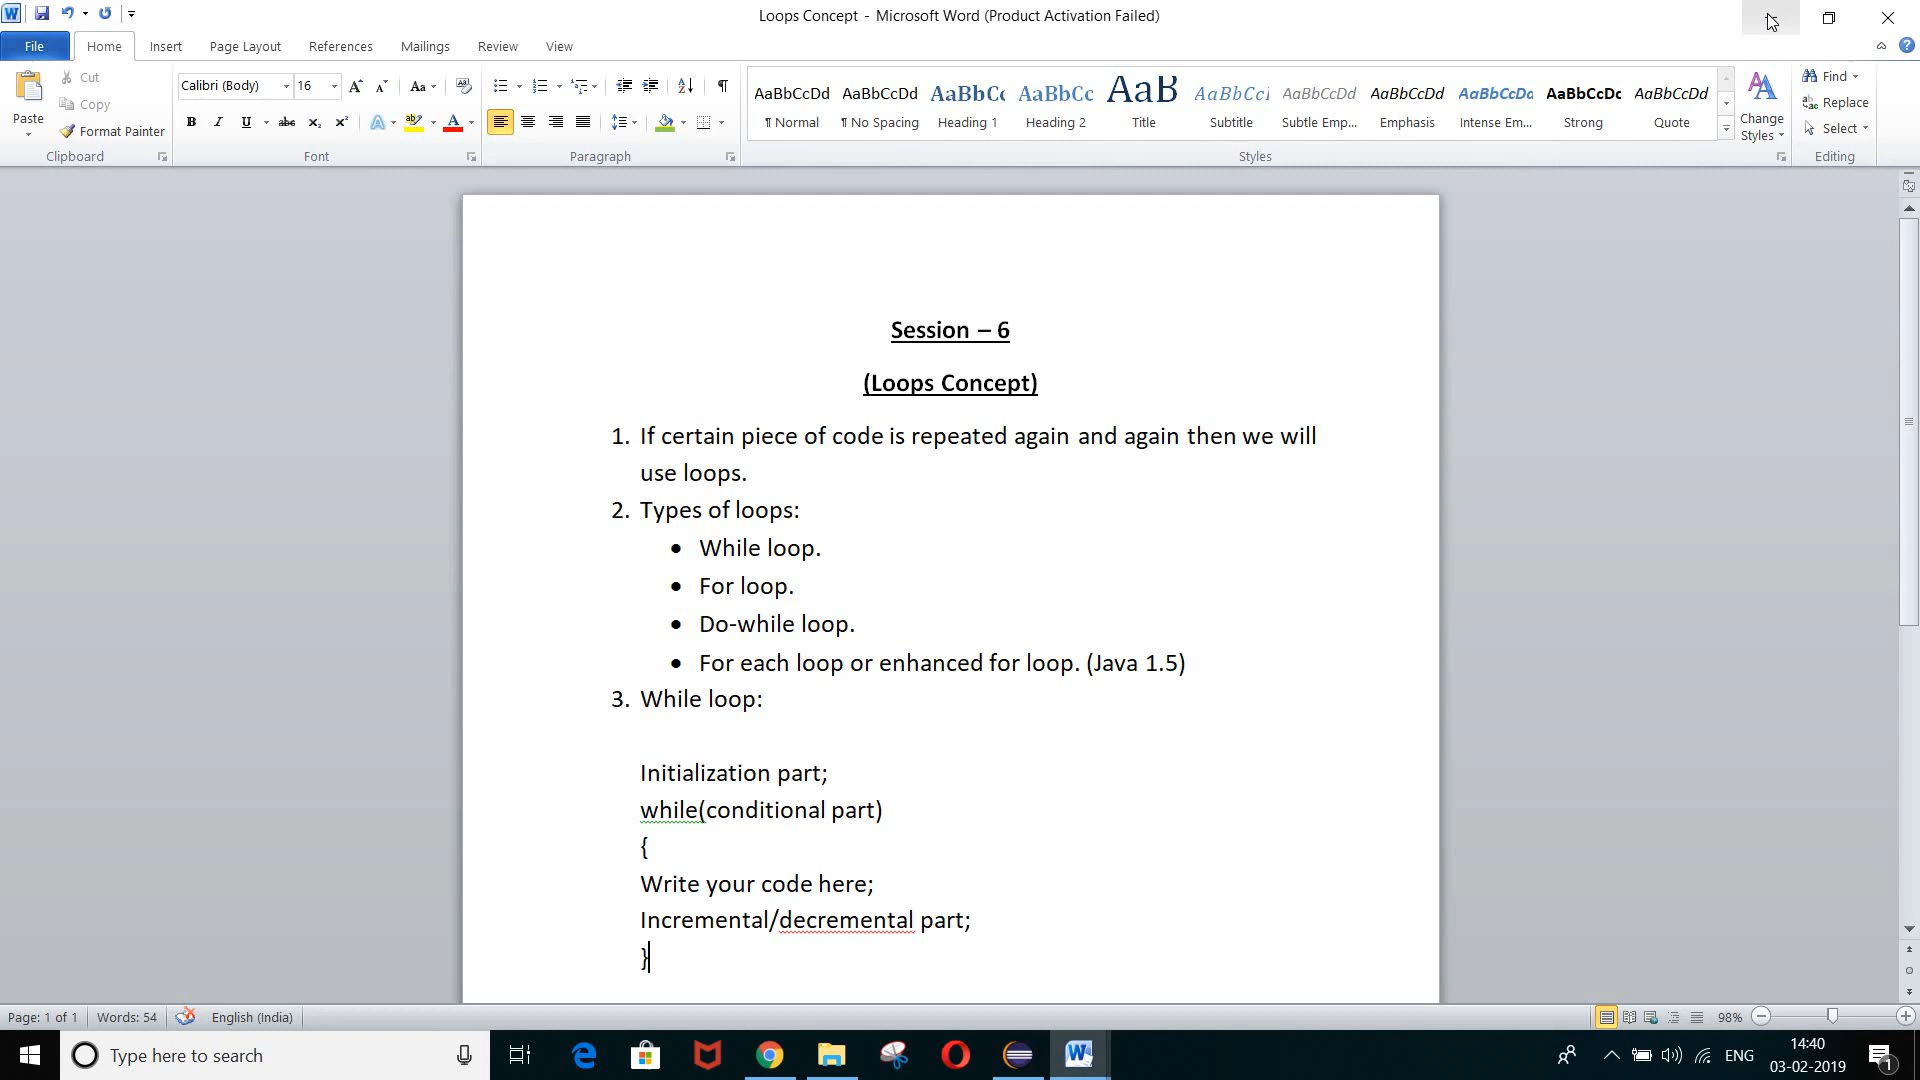 Loops Concept - Microsoft Word (Product Activation Failed)
File Home Insert Page Layout References Mailings Review View
Paste
Cut
Copy
Format Painter
Clipboard
Calibri (Body) 16
Font
Paragraph
AaBbCcDd AaBbCcDd AaBbCc AaBbCc AaB AaBbCcI AaBbCcDd AaBbCcDd AaBbCcDd AaBbCcDc AaBbCcDd
¶ Normal ¶ No Spacing Heading 1 Heading 2 Title Subtitle Subtle Emp... Emphasis Intense Em... Strong Quote
Styles
Change
Styles
Find
Replace
Select
Editing
Session – 6
(Loops Concept)
1. If certain piece of code is repeated again and again then we will
use loops.
2. Types of loops:
• While loop.
• For loop.
• Do-while loop.
• For each loop or enhanced for loop. (Java 1.5)
3. While loop:
Initialization part;
while(conditional part)
{
Write your code here;
Incremental/decremental part;
}
Page: 1 of 1 Words: 54 English (India) 98%
Type here to search
ENG
14:40
03-02-2019
1